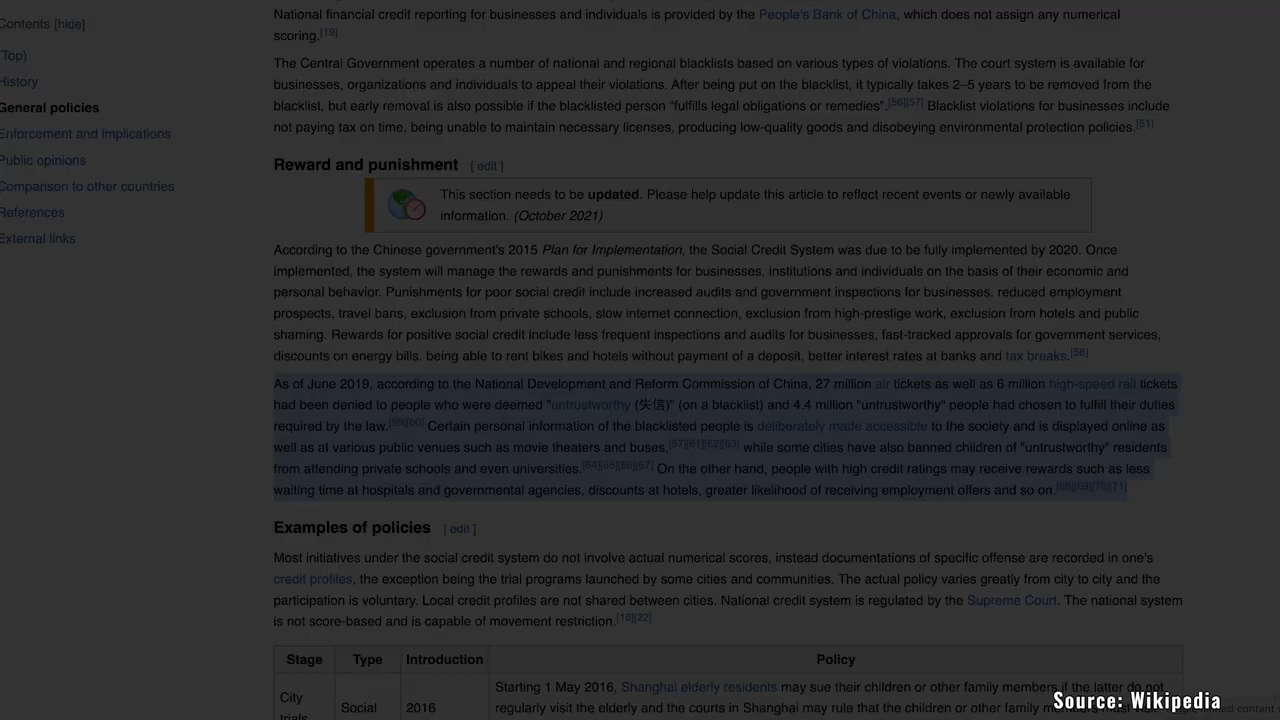 Contents [hide]
(Top)
History
General policies
Enforcement and Implications
Public opinions
Comparison to other countries
References
External links
National financial credit reporting for businesses and individuals is provided by the People's Bank of China, which does not assign any numerical
scoring.[19]
The Central Government operates a number of national and regional blacklists based on various types of violations. The court system is available for
businesses, organizations and individuals to appeal their violations. After being put on the blacklist, it typically takes 2–5 years to be removed from the
blacklist, but early removal is also possible if the blacklisted person "fulfills legal obligations or remedies".[56][57] Blacklist violations for businesses include
not paying tax on time, being unable to maintain necessary licenses, producing low-quality goods and disobeying environmental protection policies.[51]
Reward and punishment [ edit ]
This section needs to be updated. Please help update this article to reflect recent events or newly available
information. (October 2021)
According to the Chinese government's 2015 Plan for Implementation, the Social Credit System was due to be fully implemented by 2020. Once
implemented, the system will manage the rewards and punishments for businesses, institutions and individuals on the basis of their economic and
personal behavior. Punishments for poor social credit include increased audits and government inspections for businesses, reduced employment
prospects, travel bans, exclusion from private schools, slow internet connection, exclusion from high-prestige work, exclusion from hotels and public
shaming. Rewards for positive social credit include less frequent inspections and audits for businesses, fast-tracked approvals for government services,
discounts on energy bills, being able to rent bikes and hotels without payment of a deposit, better interest rates at banks and tax breaks.[58]
As of June 2019, according to the National Development and Reform Commission of China, 27 million air tickets as well as 6 million high-speed rail tickets
had been denied to people who were deemed "untrustworthy (失信)" (on a blacklist) and 4.4 million "untrustworthy" people had chosen to fulfill their duties
required by the law.[59][60] Certain personal information of the blacklisted people is deliberately made accessible to the society and is displayed online as
well as at various public venues such as movie theaters and buses,[57][61][62][63] while some cities have also banned children of "untrustworthy" residents
from attending private schools and even universities.[64][65][66][67] On the other hand, people with high credit ratings may receive rewards such as less
waiting time at hospitals and governmental agencies, discounts at hotels, greater likelihood of receiving employment offers and so on.[68][69][70][71]
Examples of policies [ edit ]
Most initiatives under the social credit system do not involve actual numerical scores, instead documentations of specific offense are recorded in one's
credit profiles, the exception being the trial programs launched by some cities and communities. The actual policy varies greatly from city to city and the
participation is voluntary. Local credit profiles are not shared between cities. National credit system is regulated by the Supreme Court. The national system
is not score-based and is capable of movement restriction.[16][22]
Stage Type Introduction Policy
Starting 1 May 2016, Shanghai elderly residents may sue their children or other family members if the latter do not
City Social 2016 regularly visit the elderly and the courts in Shanghai may rule that the children or other family members must visit
trials
Source: Wikipedia